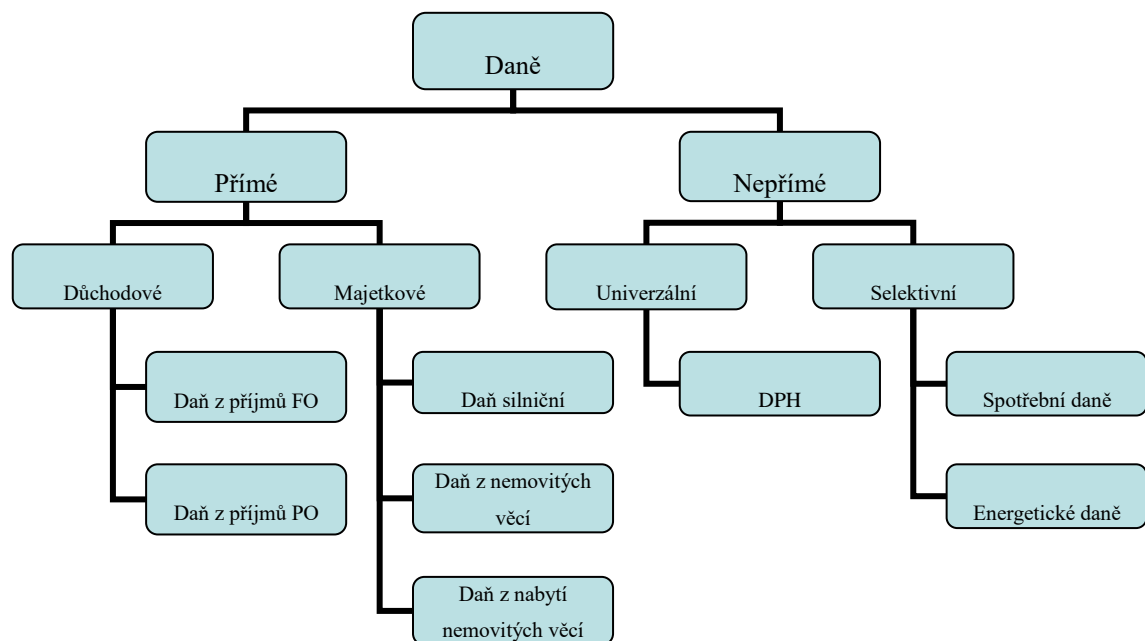 Daně
Přímé
Nepřímé
Důchodové
Majetkové
Univerzální
Selektivní
Daň z příjmů FO
Daň silniční
DPH
Spotřební daně
Daň z příjmů PO
Daň z nemovitých
věcí
Energetické daně
Daň z nabytí
nemovitých věcí